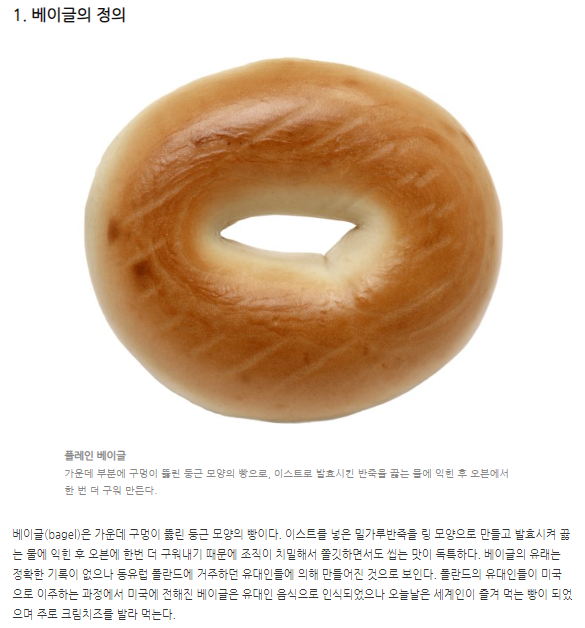 1. 베이글의 정의
플레인 베이글
가운데 부분에 구멍이 뚫린 둥근 모양의 빵으로, 이스트로 발효시킨 반죽을 끓는 물에 익힌 후 오븐에서
한 번 더 구워 만든다.
베이글(bagel)은 가운데 구멍이 뚫린 둥근 모양의 빵이다. 이스트를 넣은 밀가루반죽을 링 모양으로 만들고 발효시켜 끓
는 물에 익힌 후 오븐에 한번 더 구워내기 때문에 조직이 치밀해서 쫄깃하면서도 씹는 맛이 독특하다. 베이글의 유래는
정확한 기록이 없으나 동유럽 폴란드에 거주하던 유대인들에 의해 만들어진 것으로 보인다. 폴란드의 유대인들이 미국
으로 이주하는 과정에서 미국에 전해진 베이글은 유대인 음식으로 인식되었으나 오늘날은 세계인이 즐겨 먹는 빵이 되었
으며 주로 크림치즈를 발라 먹는다.